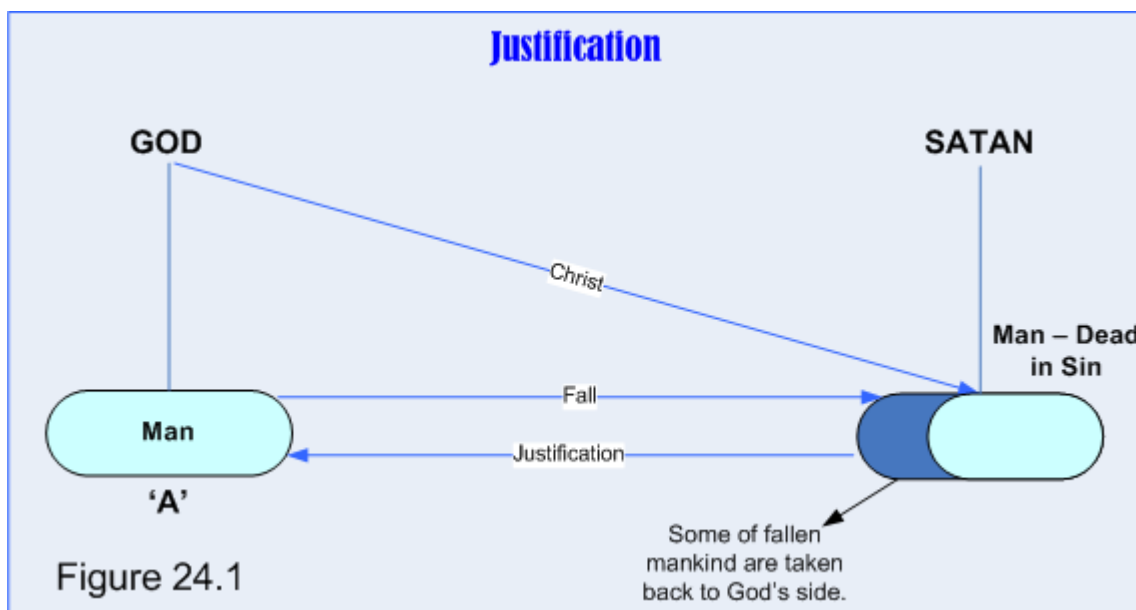 Justification
GOD
SATAN
Christ
Man – Dead
in Sin
Fall
Man
Justification
‘A’
Some of fallen
mankind are taken
back to God's side.
Figure 24.1